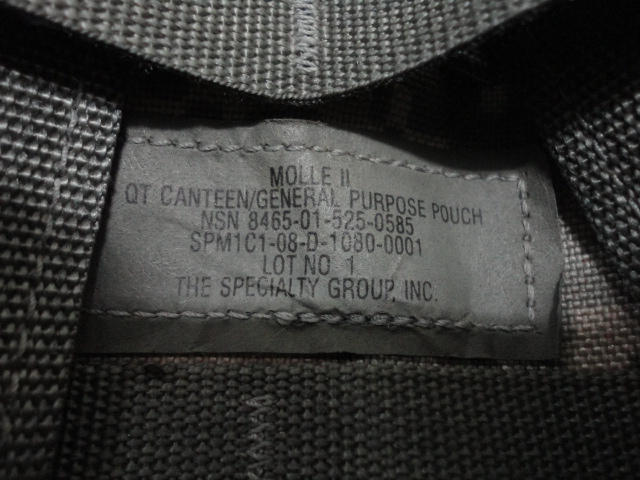 MOLLE II
QT CANTEEN/GENERAL PURPOSE POUCH
NSN 8465-01-525-0585
SPM1C1-08-D-1080-0001
LOT NO 1
THE SPECIALTY GROUP, INC.